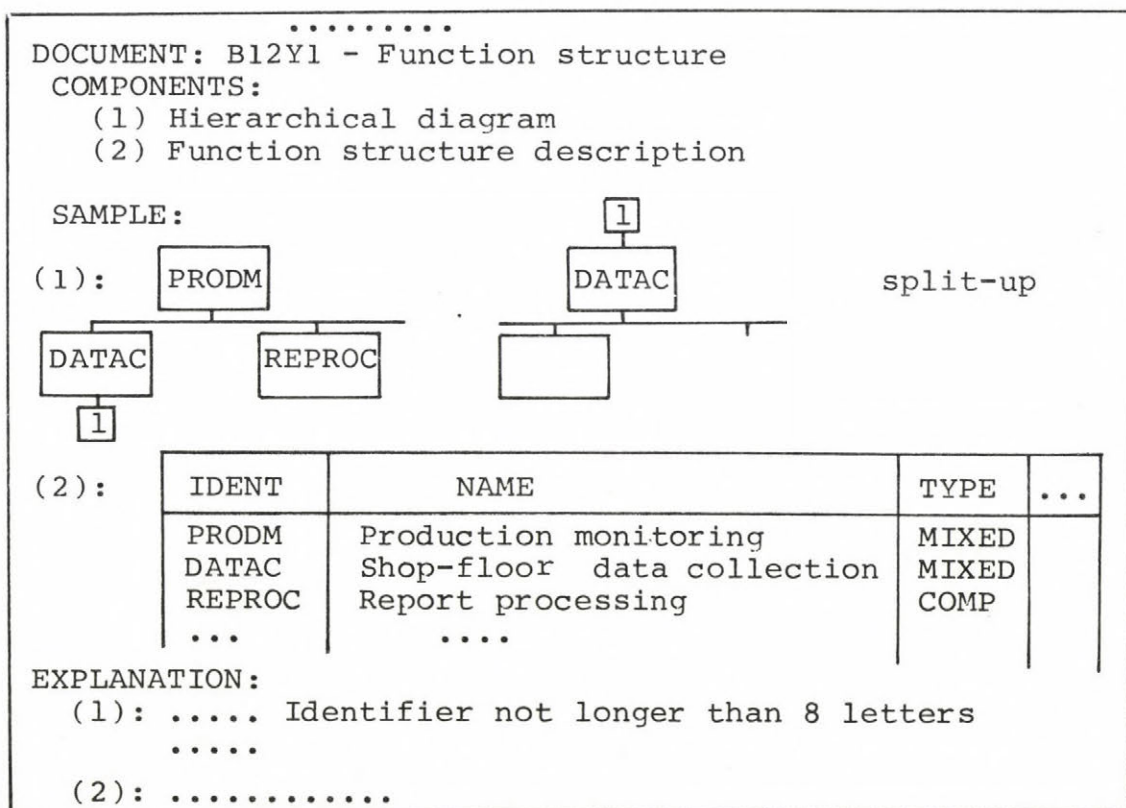 ..........
DOCUMENT: B12Y1 - Function structure
COMPONENTS:
(1) Hierarchical diagram
(2) Function structure description
SAMPLE:
1
(1): PRODM DATAC split-up
DATAC REPROC
1
(2): IDENT NAME TYPE ...
PRODM Production monitoring MIXED
DATAC Shop-floor data collection MIXED
REPROC Report processing COMP
... ....
EXPLANATION:
(1): ..... Identifier not longer than 8 letters
.....
(2): ............